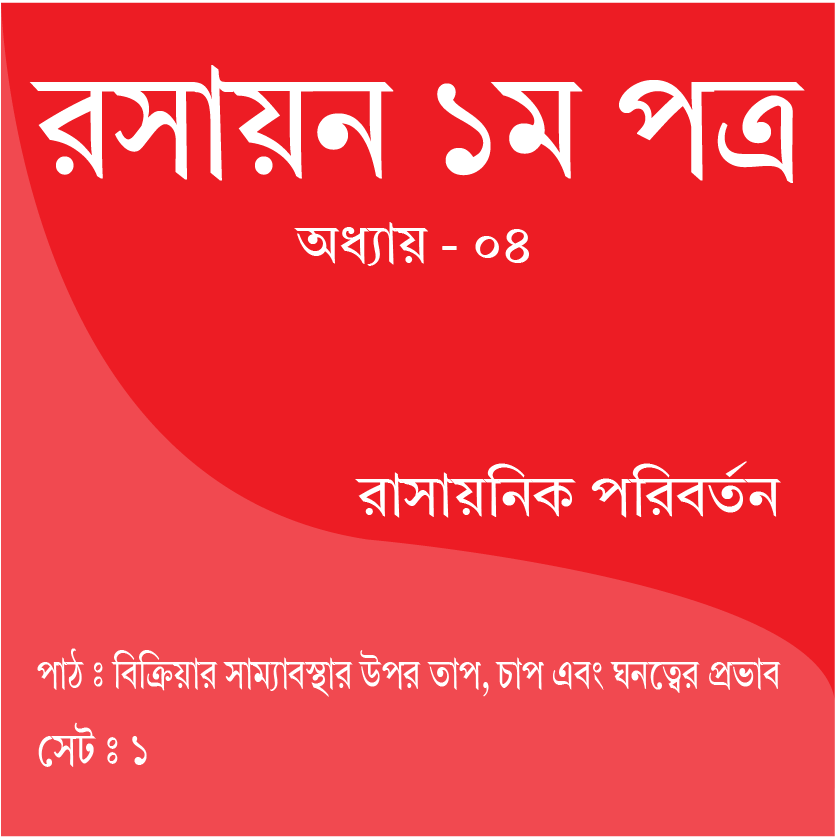 রসায়ন ১ম পত্র
অধ্যায় - ০৪
রাসায়নিক পরিবর্তন
পাঠ ঃ বিক্রিয়ার সাম্যাবস্থার উপর তাপ, চাপ এবং ঘনত্বের প্রভাব
সেট ঃ ১